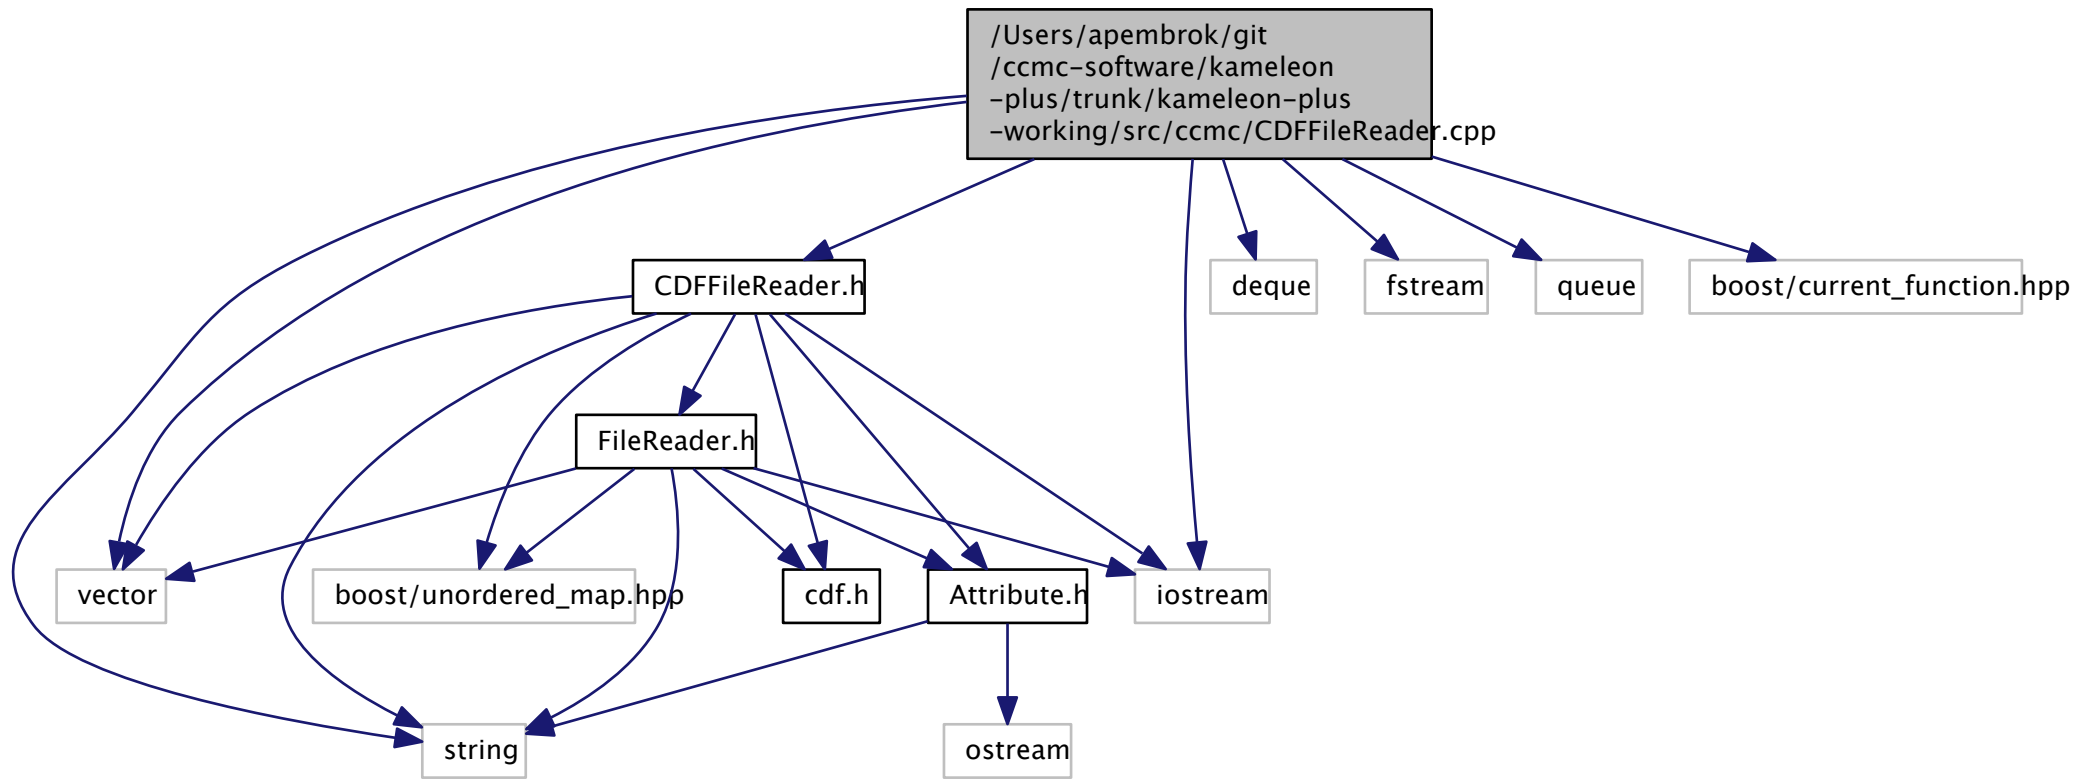 /Users/apembrok/git
/ccmc-software/kameleon
-plus/trunk/kameleon-plus
-working/src/ccmc/CDFFileReader.cpp
CDFFileReader.h
deque
fstream
queue
boost/current_function.hpp
FileReader.h
vector
boost/unordered_map.hpp
cdf.h
Attribute.h
iostream
string
ostream